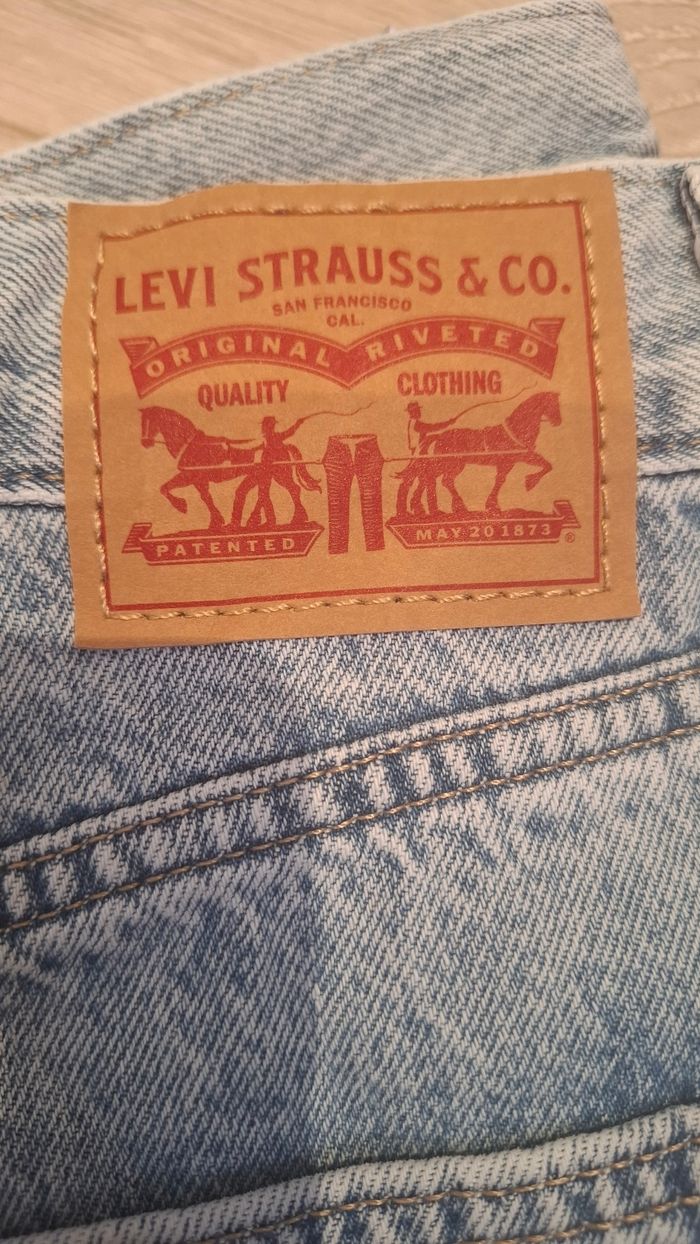 LEVI STRAUSS & CO.
SAN FRANCISCO
CAL.
ORIGINAL RIVETED
QUALITY CLOTHING
PATENTED MAY 20 1873 ®